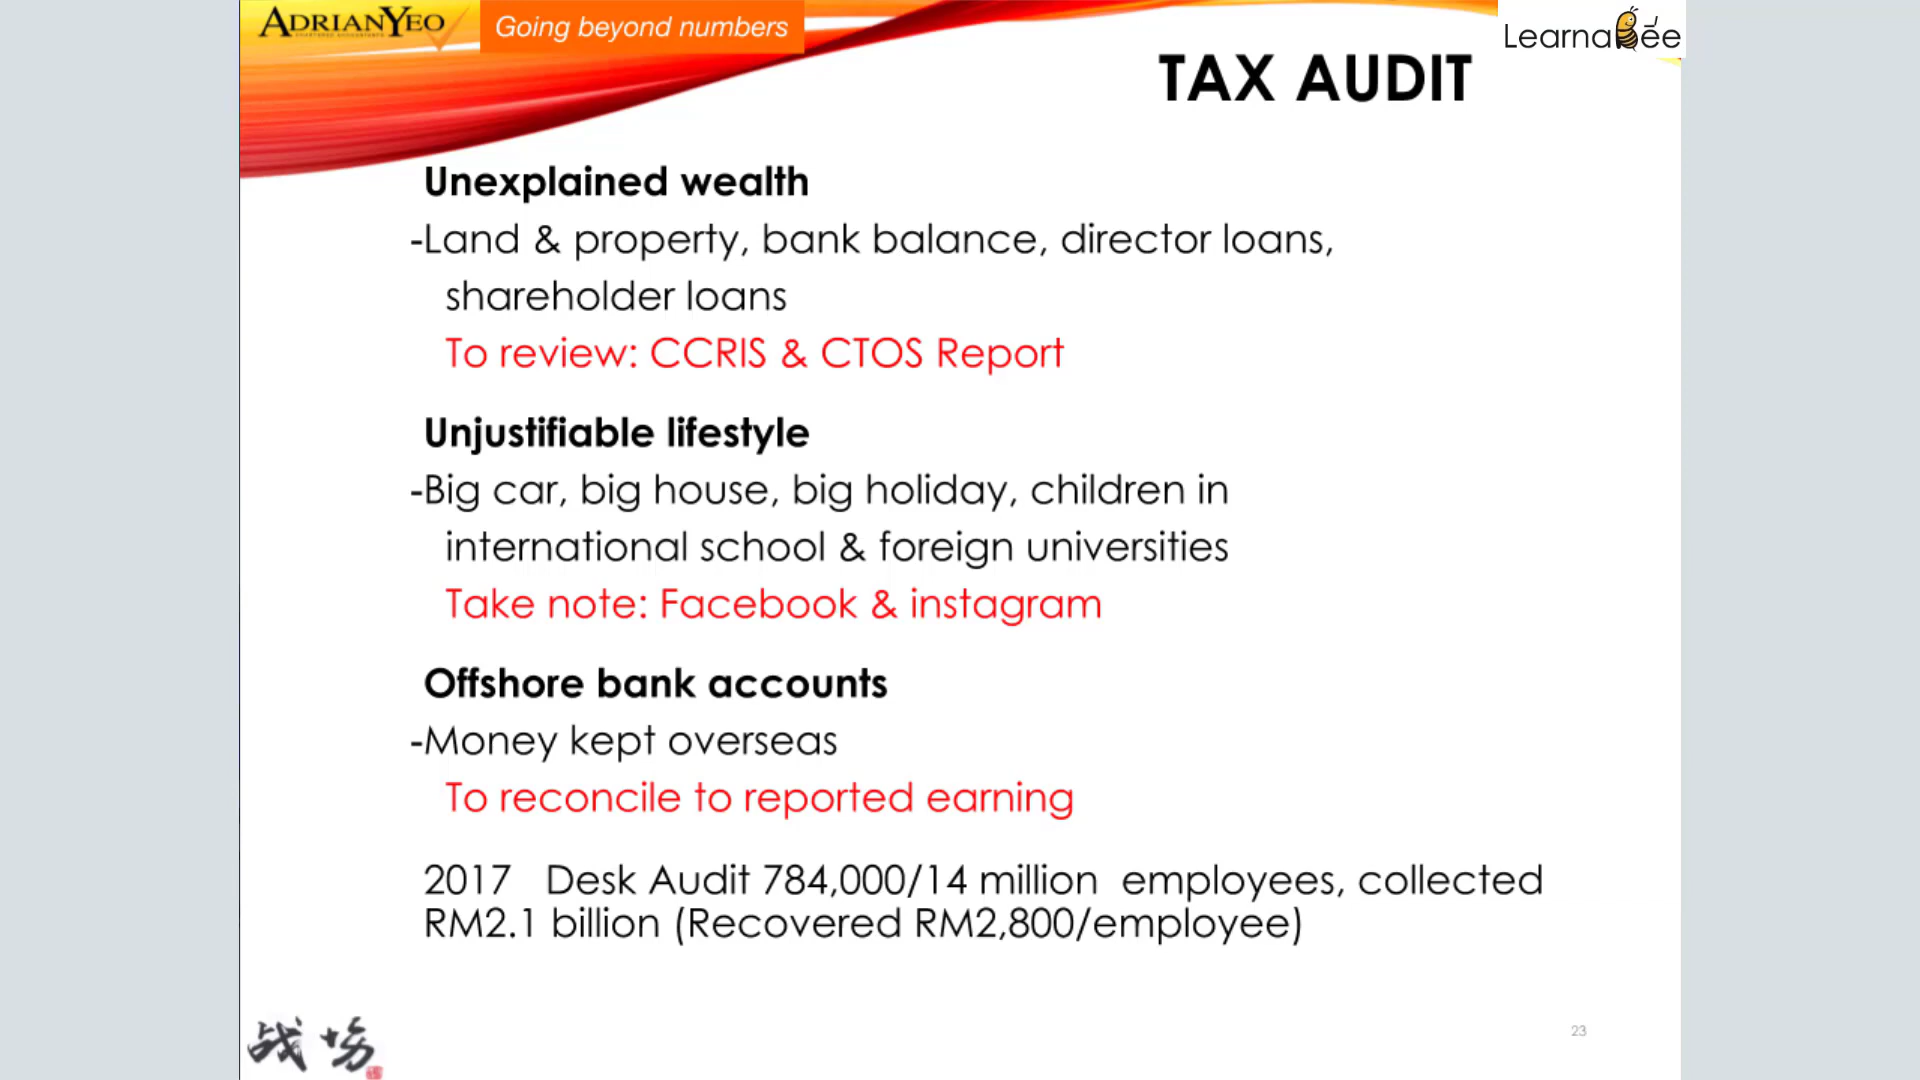 ADRIANYEO
Going beyond numbers
LearnaBee
TAX AUDIT
Unexplained wealth
-Land & property, bank balance, director loans,
shareholder loans
To review: CCRIS & CTOS Report
Unjustifiable lifestyle
-Big car, big house, big holiday, children in
international school & foreign universities
Take note: Facebook & instagram
Offshore bank accounts
-Money kept overseas
To reconcile to reported earning
2017 Desk Audit 784,000/14 million employees, collected
RM2.1 billion (Recovered RM2,800/employee)
战场
23